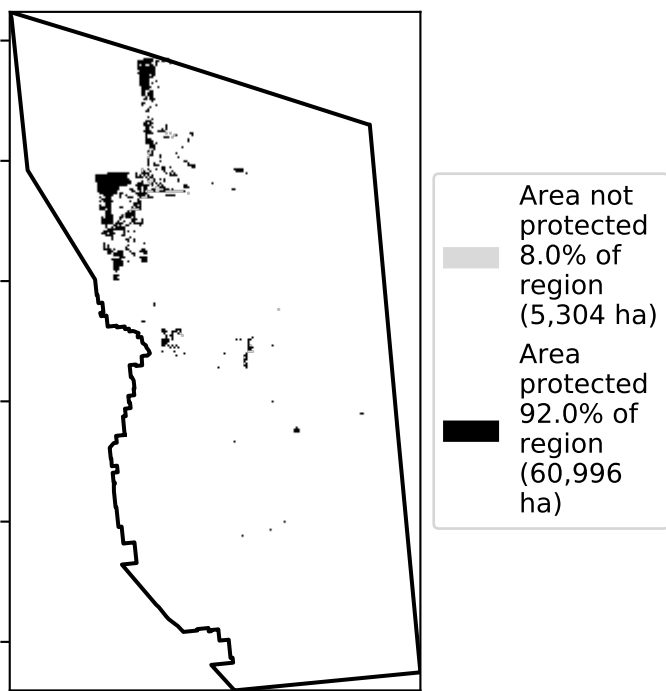 Area not
protected
8.0% of
region
(5,304 ha)
Area
protected
92.0% of
region
(60,996
ha)